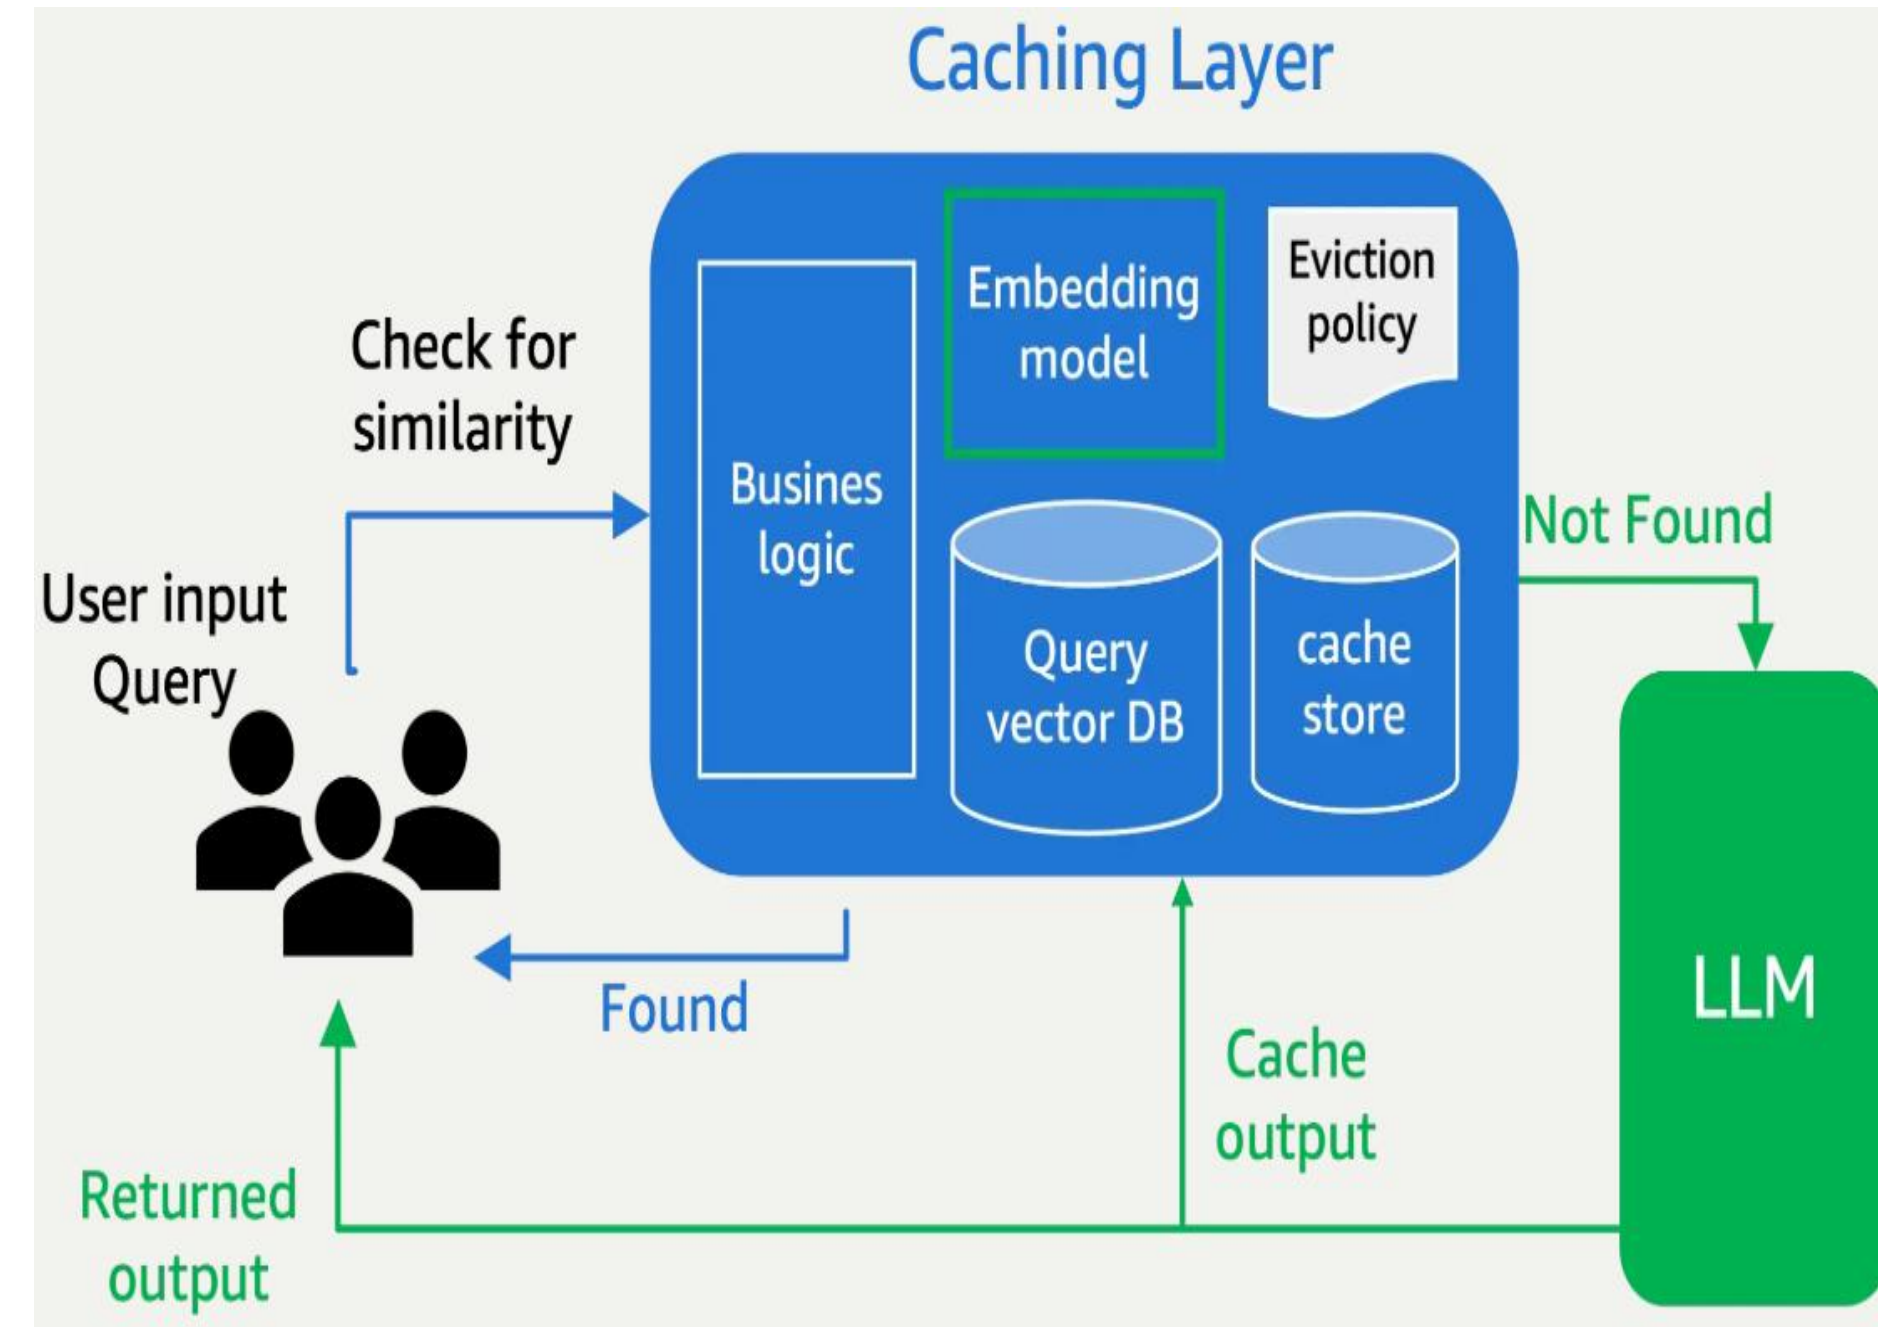 Caching Layer
Check for
similarity
User input
Query
Busines
logic
Embedding
model
Eviction
policy
Query
vector DB
cache
store
Not Found
LLM
Found
Cache
output
Returned
output